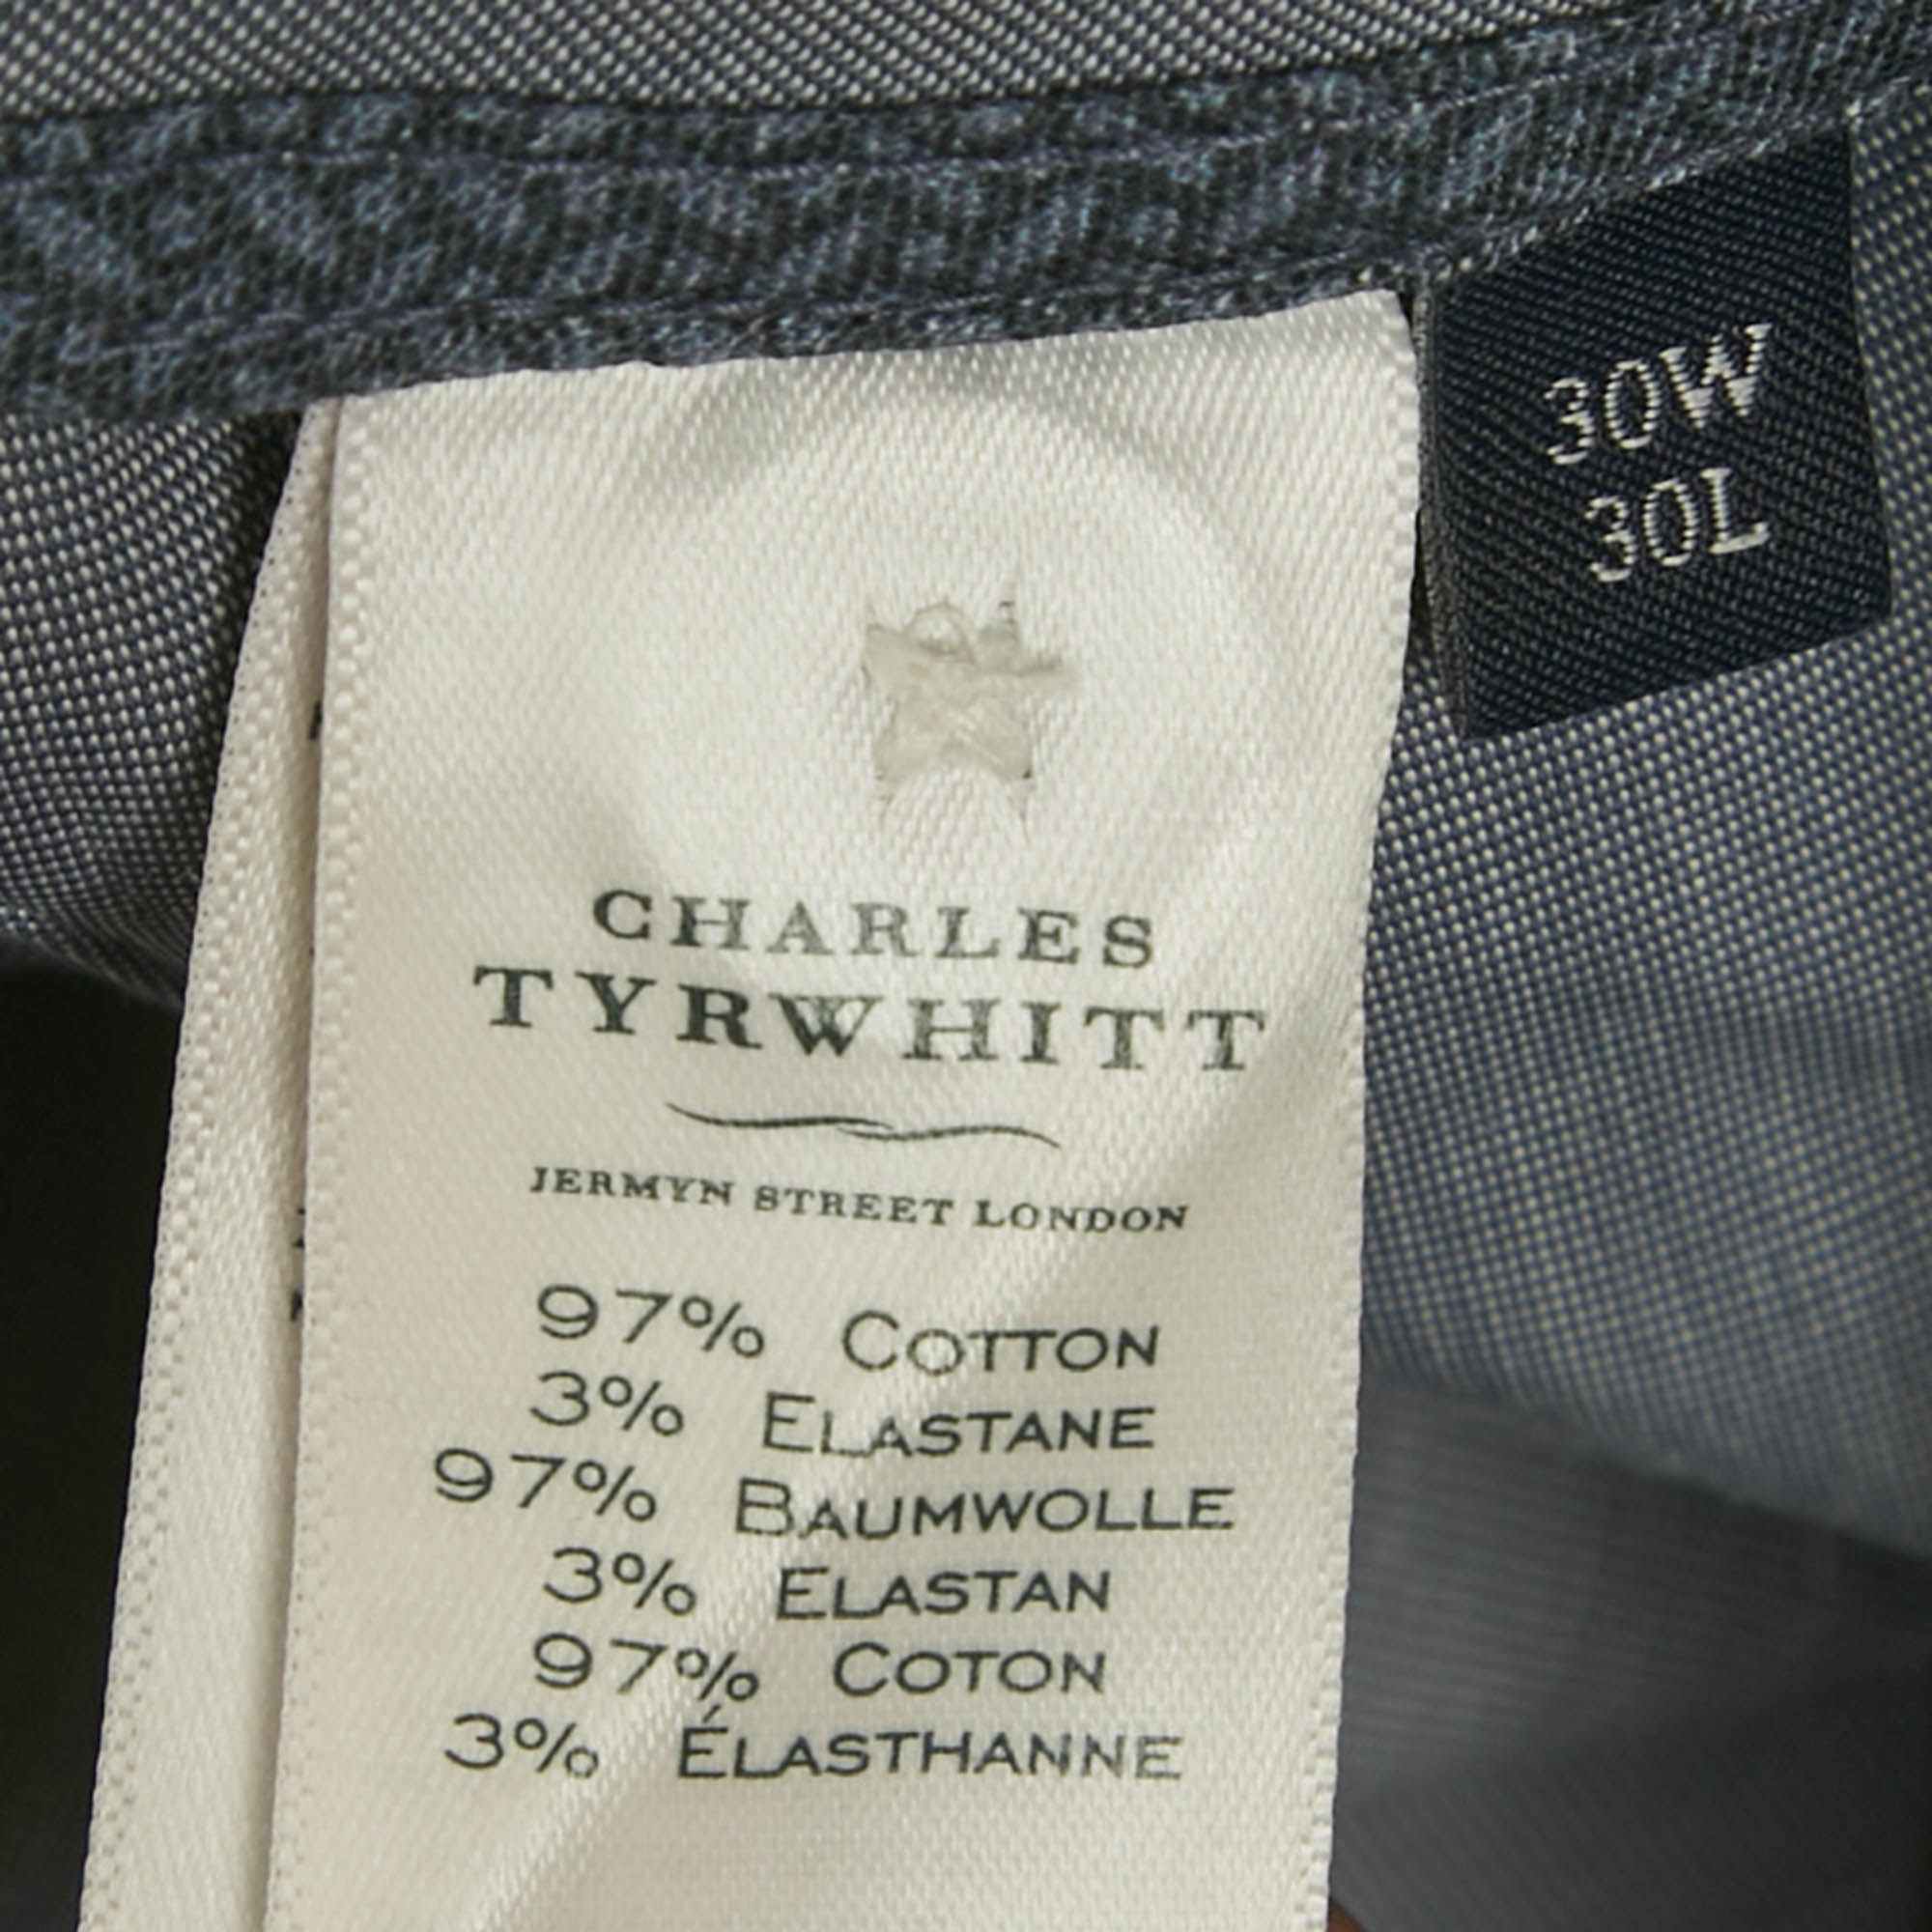 30W
30L
CHARLES
TYRWHITT
JERMYN STREET LONDON
97% COTTON
3% ELASTANE
97% BAUMWOLLE
3% ELASTAN
97% COTON
3% ÉLASTHANNE